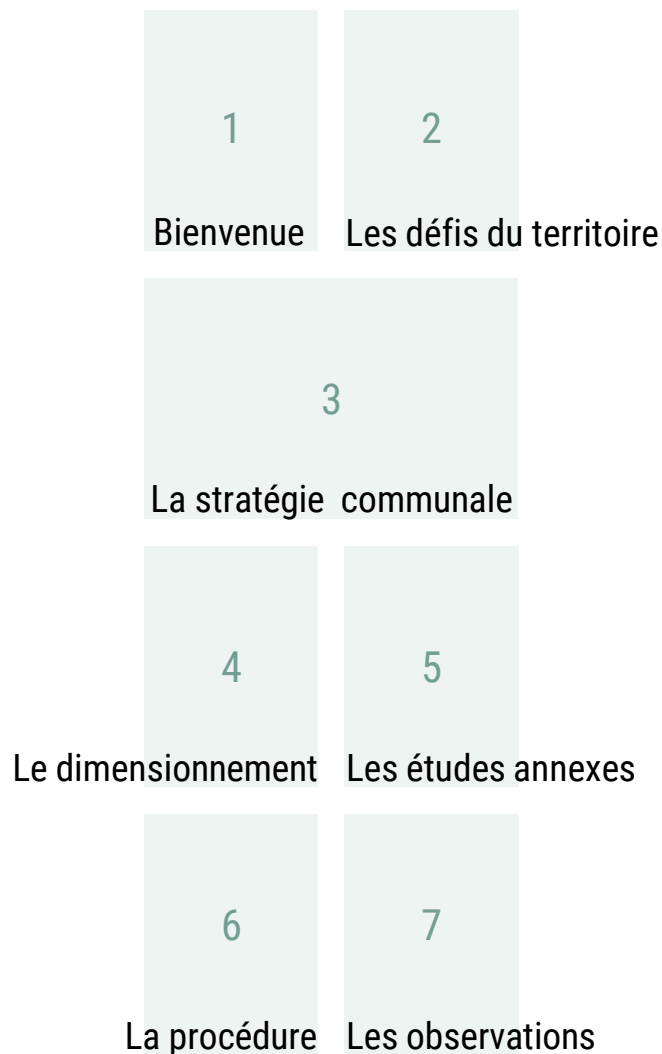 1
Bienvenue
2
Les défis du territoire
3
La stratégie communale
4
Le dimensionnement
5
Les études annexes
6
La procédure
7
Les observations